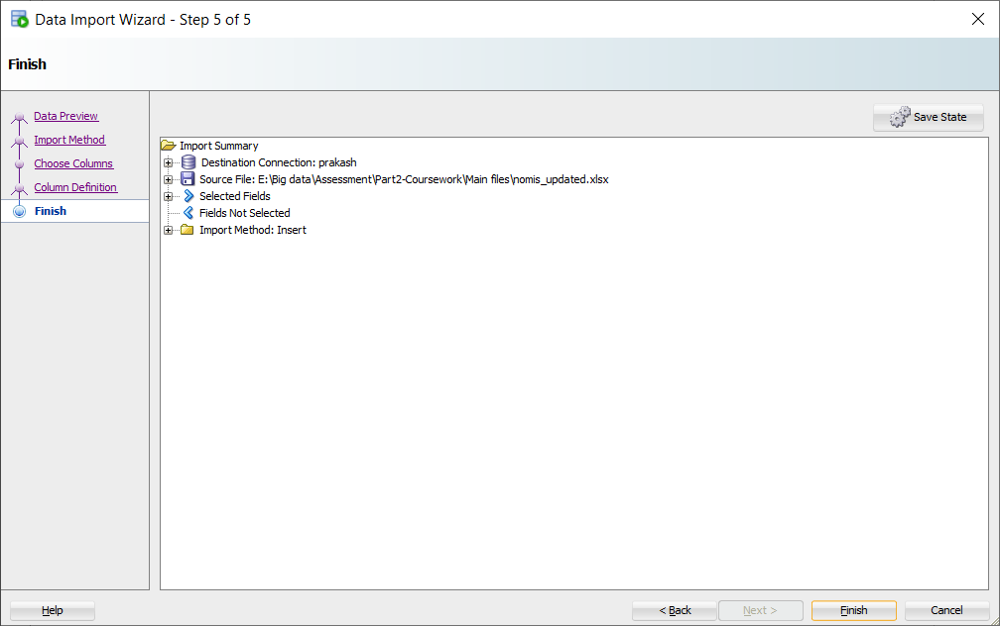 Data Import Wizard - Step 5 of 5
Finish
Data Preview
Import Method
Choose Columns
Column Definition
Finish
Save State
Import Summary
Destination Connection: prakash
Source File: E:\Big data\Assessment\Part2-Coursework\Main files\nomis_updated.xlsx
Selected Fields
Fields Not Selected
Import Method: Insert
Help
< Back
Next >
Finish
Cancel